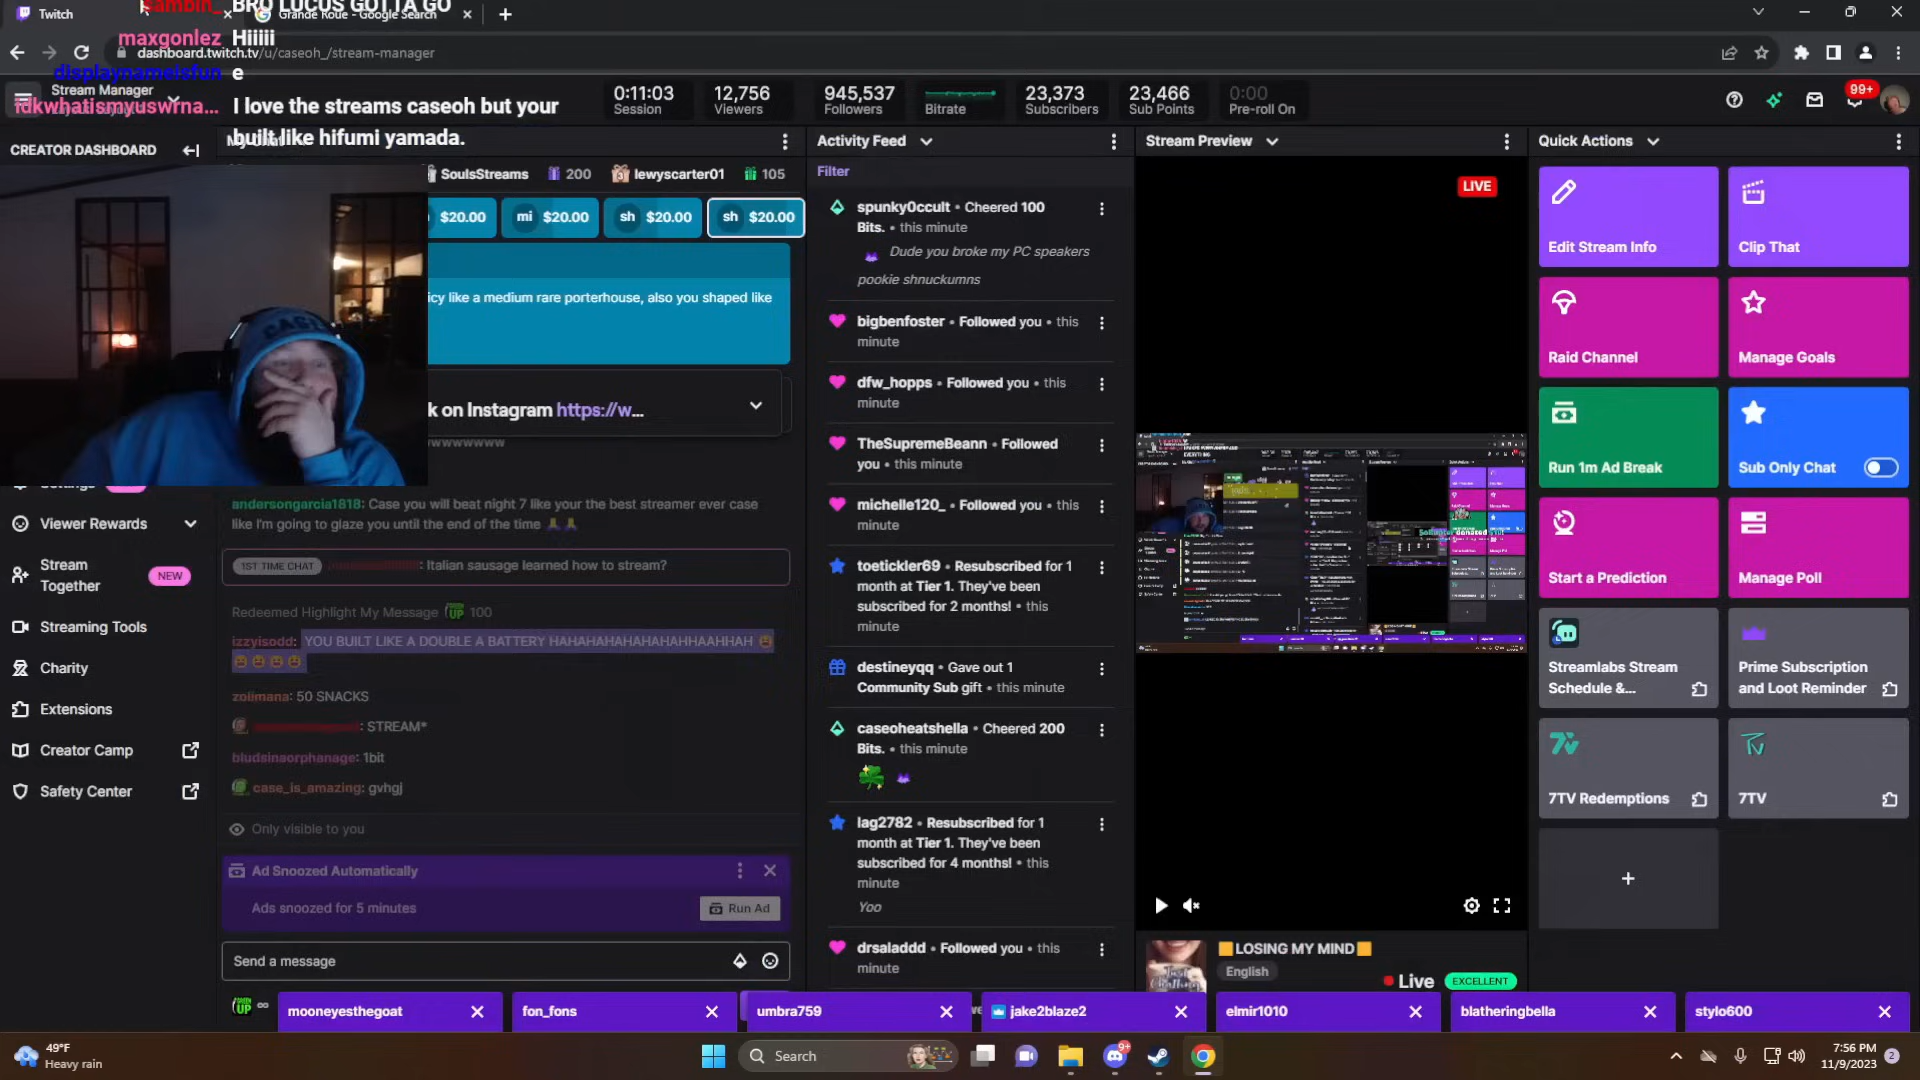 BRO LUCUS GOTTA GO
Twitch
Grande Roue - Google Search
maxgonlez Hiiiii
dashboard.twitch.tv/u/caseoh_/stream-manager
displaynameisfun e
Stream Manager
idkwhatismyuswrna... I love the streams caseoh but your
built like hifumi yamada.
0:11:03
Session
12,756
Viewers
945,537
Followers
Bitrate
23,373
Subscribers
23,466
Sub Points
0:00
Pre-roll On
99+
CREATOR DASHBOARD
Viewer Rewards
Stream
Together
NEW
Streaming Tools
Charity
Extensions
Creator Camp
Safety Center
SoulsStreams 200 lewyscarter01 105
$20.00 mi $20.00 sh $20.00 sh $20.00
icy like a medium rare porterhouse, also you shaped like
k on Instagram https://w...
andersongarcia1818: Case you will beat night 7 like your the best streamer ever case
like I'm going to glaze you until the end of the time
1ST TIME CHAT : Italian sausage learned how to stream?
Redeemed Highlight My Message 100
izzyisodd: YOU BUILT LIKE A DOUBLE A BATTERY HAHAHAHAHAHAHAHHAAHHAH
zolimana: 50 SNACKS
: STREAM*
bludsinaorphanage: 1bit
case_is_amazing: gvhgj
Only visible to you
Ad Snoozed Automatically
Ads snoozed for 5 minutes
Run Ad
Send a message
Activity Feed
Filter
spunky0ccult • Cheered 100
Bits. • this minute
Dude you broke my PC speakers
pookie shnuckumns
bigbenfoster • Followed you • this
minute
dfw_hopps • Followed you • this
minute
TheSupremeBeann • Followed
you • this minute
michelle120_ • Followed you • this
minute
toetickler69 • Resubscribed for 1
month at Tier 1. They've been
subscribed for 2 months! • this
minute
destineyqq • Gave out 1
Community Sub gift • this minute
caseoheatshella • Cheered 200
Bits. • this minute
lag2782 • Resubscribed for 1
month at Tier 1. They've been
subscribed for 4 months! • this
minute
Yoo
drsaladdd • Followed you • this
minute
Stream Preview
LIVE
LOSING MY MIND
English
Live EXCELLENT
Quick Actions
Edit Stream Info
Clip That
Raid Channel
Manage Goals
Run 1m Ad Break
Sub Only Chat
Start a Prediction
Manage Poll
Streamlabs Stream
Schedule &...
Prime Subscription
and Loot Reminder
7TV Redemptions
7TV
mooneyesthegoat
fon_fons
umbra759
jake2blaze2
elmir1010
blatheringbella
stylo600
49°F
Heavy rain
Search
9+
7:56 PM
11/9/2023
2